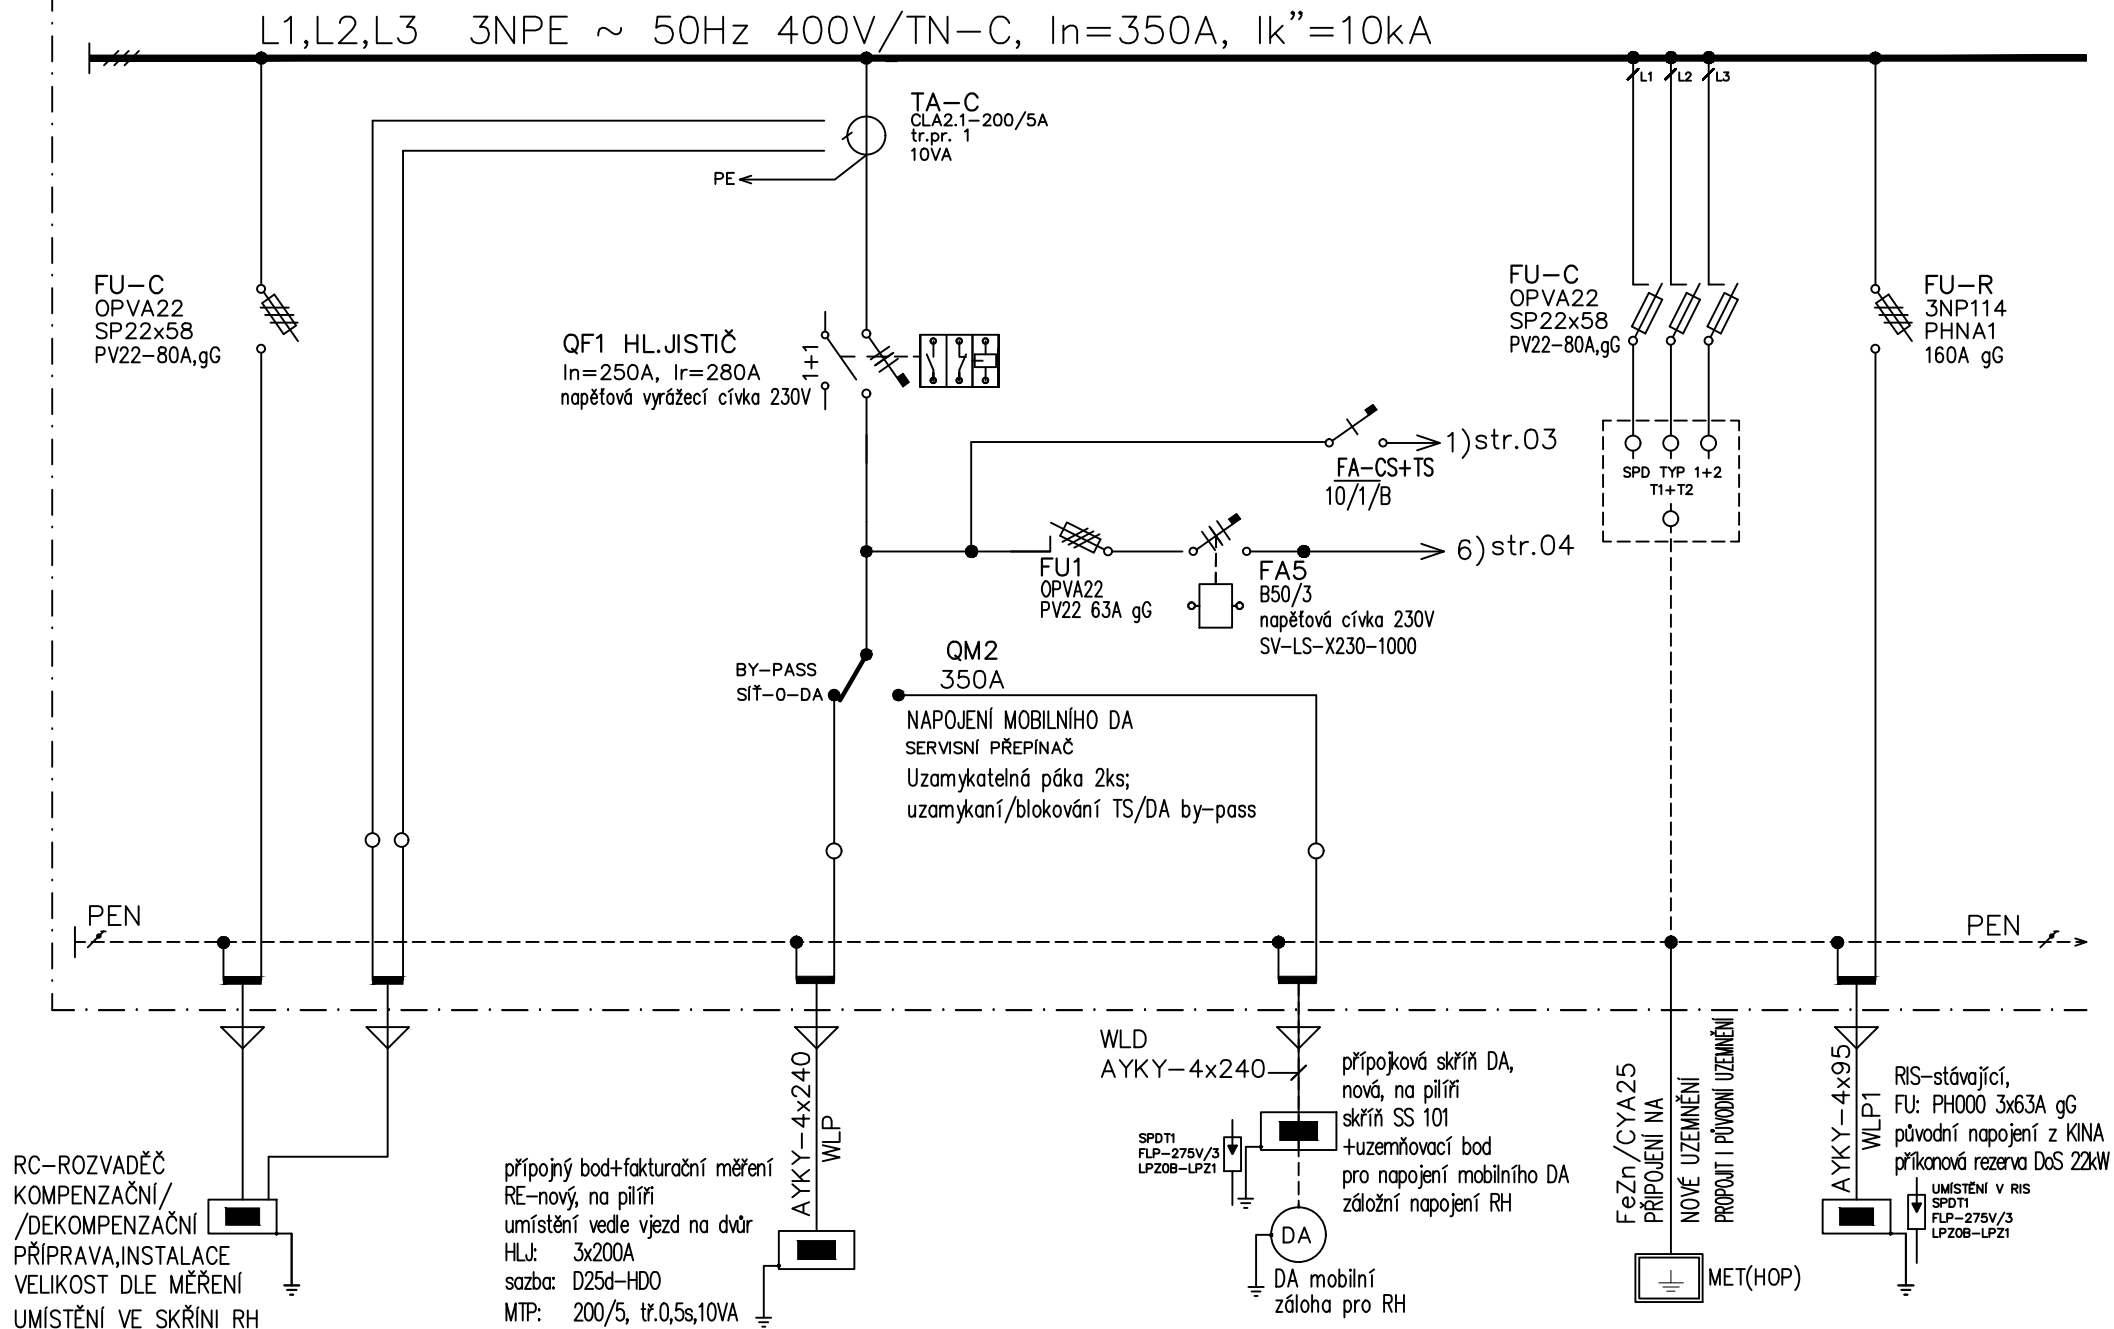 L1,L2,L3 3NPE ~ 50Hz 400V/TN-C, In=350A, Ik"=10kA
L1
L2
L3
TA-C
CLA2.1-200/5A
tr.pr. 1
10VA
PE
FU-C
OPVA22
SP22x58
PV22-80A,gG
QF1 HL.JISTIČ
In=250A, Ir=280A
napěťová vyrážecí cívka 230V
1+1
FU-C
OPVA22
SP22x58
PV22-80A,gG
FU-R
3NP114
PHNA1
160A gG
1)str.03
FA-CS+TS
10/1/B
SPD TYP 1+2
T1+T2
6)str.04
FU1
OPVA22
PV22 63A gG
FA5
B50/3
napěťová cívka 230V
SV-LS-X230-1000
BY-PASS
SÍŤ-0-DA
QM2
350A
NAPOJENÍ MOBILNÍHO DA
SERVISNÍ PŘEPÍNAČ
Uzamykatelná páka 2ks;
uzamykaní/blokování TS/DA by-pass
PEN
PEN
RC-ROZVADĚČ
KOMPENZAČNÍ/
/DEKOMPENZAČNÍ
PŘÍPRAVA,INSTALACE
VELIKOST DLE MĚŘENÍ
UMÍSTĚNÍ VE SKŘÍNI RH
přípojný bod+fakturační měření
RE-nový, na pilíři
umístění vedle vjezd na dvůr
HLJ: 3x200A
sazba: D25d-HDO
MTP: 200/5, tř.0,5s,10VA
AYKY-4x240
WLP
WLD
AYKY-4x240
SPDT1
FLP-275V/3
LPZ0B-LPZ1
přípojková skříň DA,
nová, na pilíři
skříň SS 101
+uzemňovací bod
pro napojení mobilního DA
záložní napojení RH
DA
DA mobilní
záloha pro RH
FeZn/CYA25
PŘIPOJENÍ NA
NOVÉ UZEMNĚNÍ
PROPOJIT I PŮVODNÍ UZEMNĚNÍ
MET(HOP)
AYKY-4x95
WLP1
RIS-stávající,
FU: PH000 3x63A gG
původní napojení z KINA
příkonová rezerva DoS 22kW
UMÍSTĚNÍ V RIS
SPDT1
FLP-275V/3
LPZ0B-LPZ1